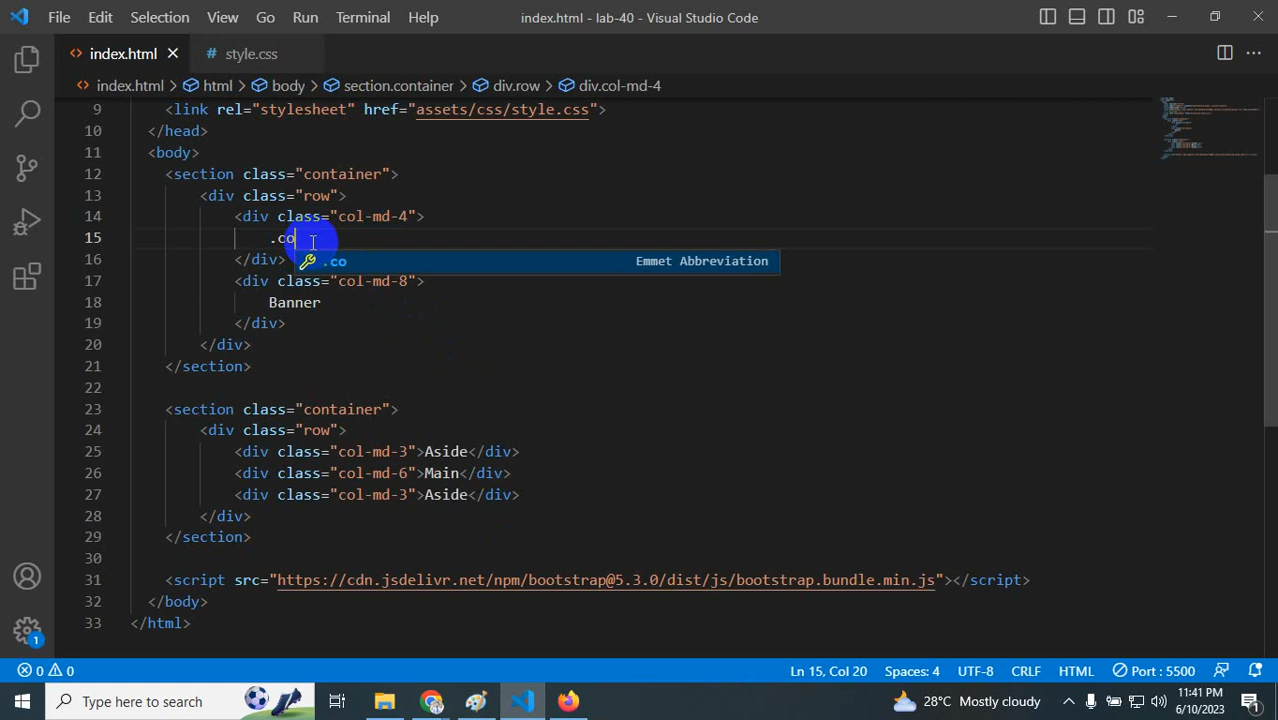 File Edit Selection View Go Run Terminal Help index.html - lab-40 - Visual Studio Code
<> index.html # style.css
<> index.html > html > body > section.container > div.row > div.col-md-4
9 <link rel="stylesheet" href="assets/css/style.css">
10 </head>
11 <body>
12 <section class="container">
13 <div class="row">
14 <div class="col-md-4">
15 .co
.co Emmet Abbreviation
16 </div>
17 <div class="col-md-8">
18 Banner
19 </div>
20 </div>
21 </section>
22
23 <section class="container">
24 <div class="row">
25 <div class="col-md-3">Aside</div>
26 <div class="col-md-6">Main</div>
27 <div class="col-md-3">Aside</div>
28 </div>
29 </section>
30
31 <script src="https://cdn.jsdelivr.net/npm/bootstrap@5.3.0/dist/js/bootstrap.bundle.min.js"></script>
32 </body>
33 </html>
1
0 0 Ln 15, Col 20 Spaces: 4 UTF-8 CRLF HTML Port : 5500
Type here to search 28°C Mostly cloudy 11:41 PM
6/10/2023 1